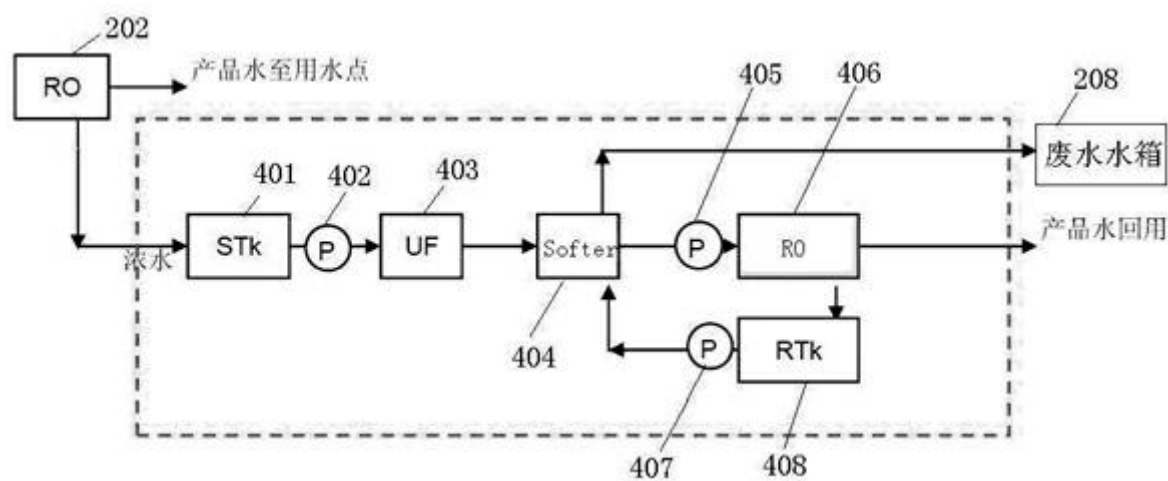 202
RO
产品水至用水点
405
406
208
废水水箱
401
402
403
STk
P
UF
Softer
P
RO
产品水回用
浓水
404
P
RTk
407
408